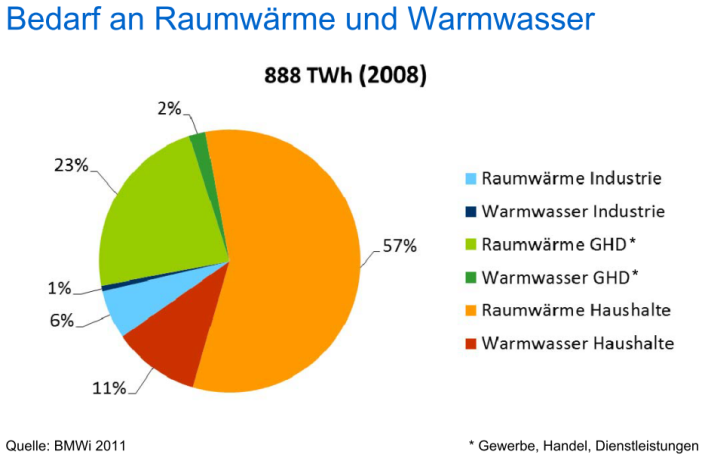 Bedarf an Raumwärme und Warmwasser
888 TWh (2008)
2%
23%
57%
1%
6%
11%
Raumwärme Industrie
Warmwasser Industrie
Raumwärme GHD*
Warmwasser GHD*
Raumwärme Haushalte
Warmwasser Haushalte
Quelle: BMWi 2011
* Gewerbe, Handel, Dienstleistungen